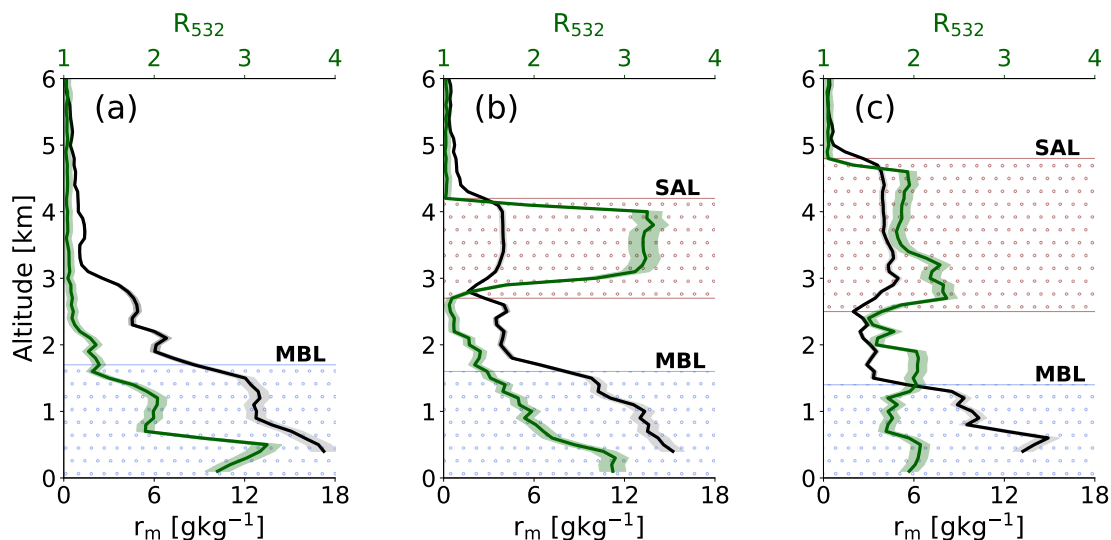 R₅₃₂ R₅₃₂ R₅₃₂
1 2 3 4 1 2 3 4 1 2 3 4
(a) (b) (c)
SAL
SAL
MBL
MBL
MBL
Altitude [km]
6 6 6
5 5 5
4 4 4
3 3 3
2 2 2
1 1 1
0 0 0
0 6 12 18 0 6 12 18 0 6 12 18
rₘ [gkg⁻¹] rₘ [gkg⁻¹] rₘ [gkg⁻¹]